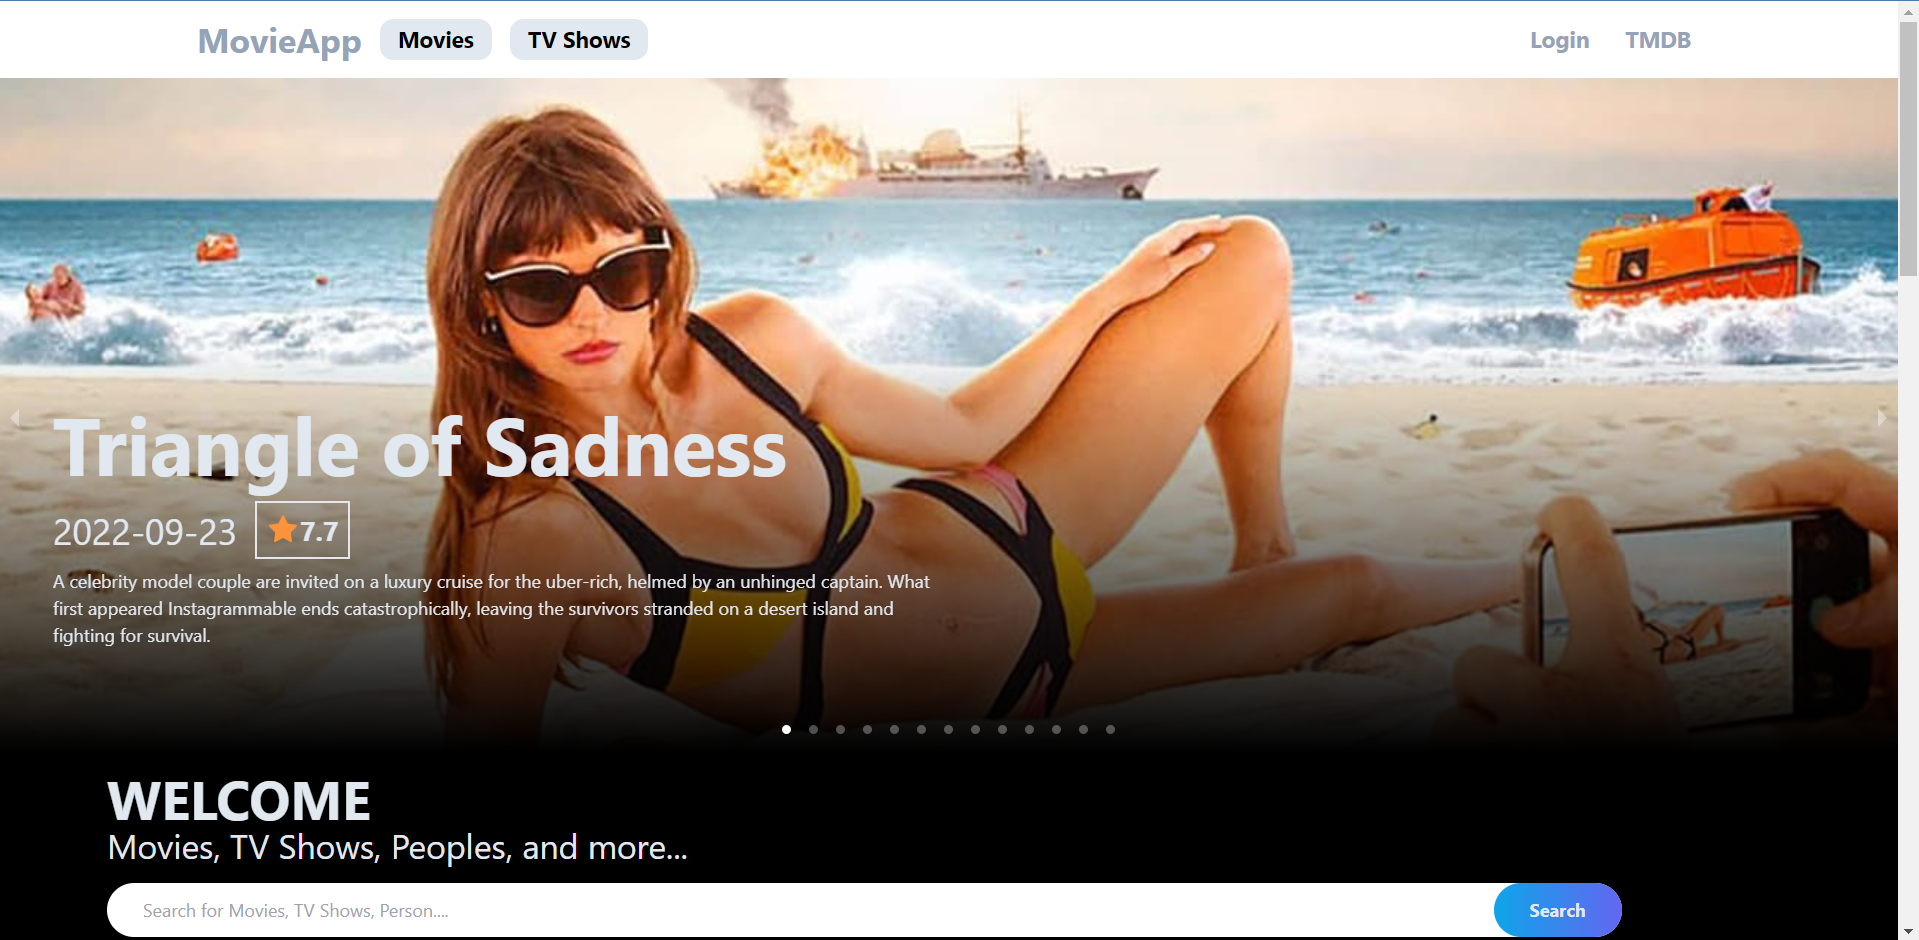 MovieApp Movies TV Shows Login TMDB
Triangle of Sadness
2022-09-23 7.7
A celebrity model couple are invited on a luxury cruise for the uber-rich, helmed by an unhinged captain. What
first appeared Instagrammable ends catastrophically, leaving the survivors stranded on a desert island and
fighting for survival.
WELCOME
Movies, TV Shows, Peoples, and more...
Search for Movies, TV Shows, Person.... Search